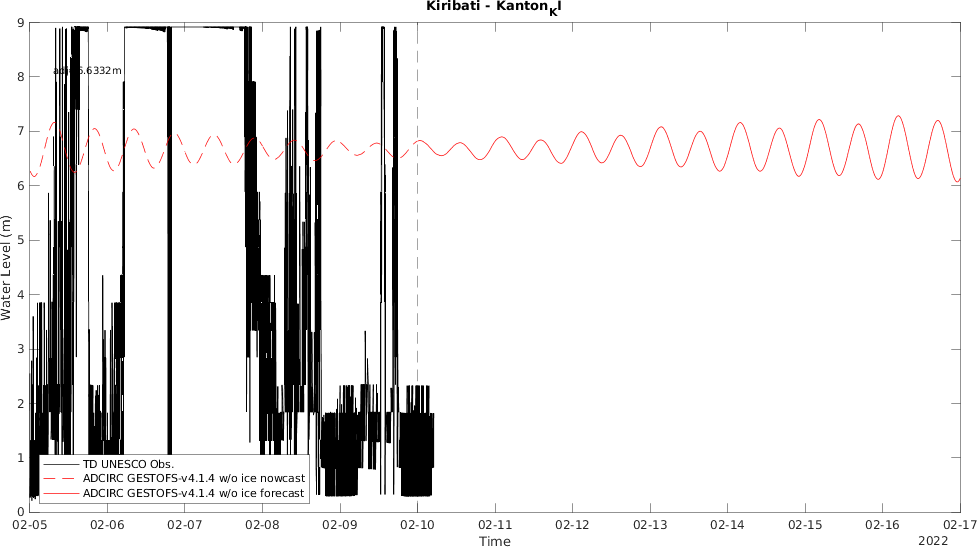 Kiribati - Kanton_KI
9
8
7
6
5
4
3
2
1
0
Water Level (m)
TD UNESCO Obs.
ADCIRC GESTOFS-v4.1.4 w/o ice nowcast
ADCIRC GESTOFS-v4.1.4 w/o ice forecast
02-05 02-06 02-07 02-08 02-09 02-10 02-11 02-12 02-13 02-14 02-15 02-16 02-17
Time
2022